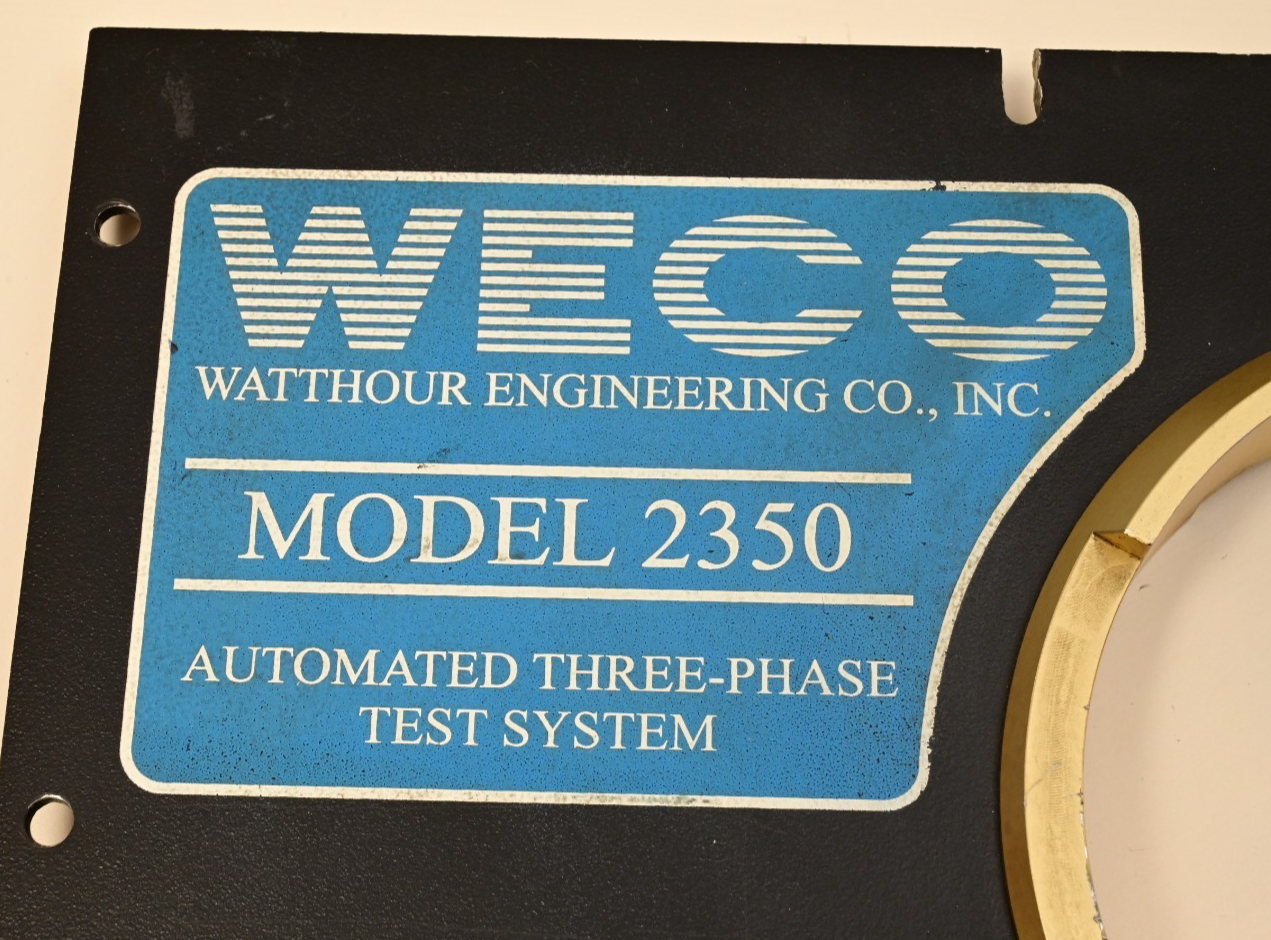 WECO
WATTHOUR ENGINEERING CO., INC.
MODEL 2350
AUTOMATED THREE-PHASE
TEST SYSTEM